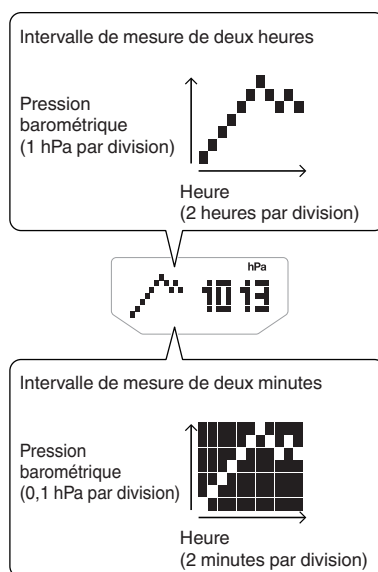 Intervalle de mesure de deux heures
Pression
barométrique
(1 hPa par division)
Heure
(2 heures par division)
hPa
1013
Intervalle de mesure de deux minutes
Pression
barométrique
(0,1 hPa par division)
Heure
(2 minutes par division)